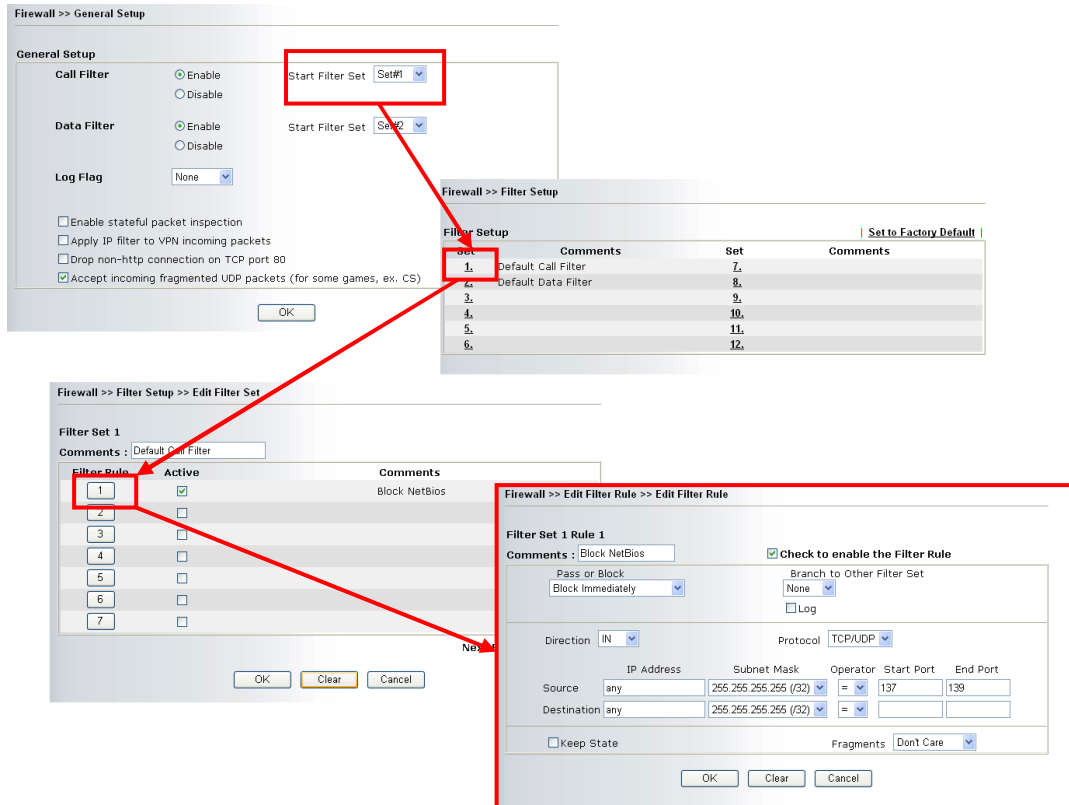 Firewall >> General Setup
General Setup
Call Filter Enable Start Filter Set Set#1
Disable
Data Filter Enable Start Filter Set Set#2
Disable
Log Flag None
Enable stateful packet inspection
Apply IP filter to VPN incoming packets
Drop non-http connection on TCP port 80
Accept incoming fragmented UDP packets (for some games, ex. CS)
OK
Firewall >> Filter Setup
Filter Setup | Set to Factory Default |
Set Comments Set Comments
1. Default Call Filter 7.
2. Default Data Filter 8.
3. 9.
4. 10.
5. 11.
6. 12.
Firewall >> Filter Setup >> Edit Filter Set
Filter Set 1
Comments : Default Call Filter
Filter Rule Active Comments
1 Block NetBios
2
3
4
5
6
7
OK Clear Cancel
Firewall >> Edit Filter Rule >> Edit Filter Rule
Filter Set 1 Rule 1
Comments : Block NetBios Check to enable the Filter Rule
Pass or Block Branch to Other Filter Set
Block Immediately None
Log
Direction IN Protocol TCP/UDP
IP Address Subnet Mask Operator Start Port End Port
Source any 255.255.255.255 (/32) = 137 139
Destination any 255.255.255.255 (/32) =
Keep State Fragments Don't Care
OK Clear Cancel